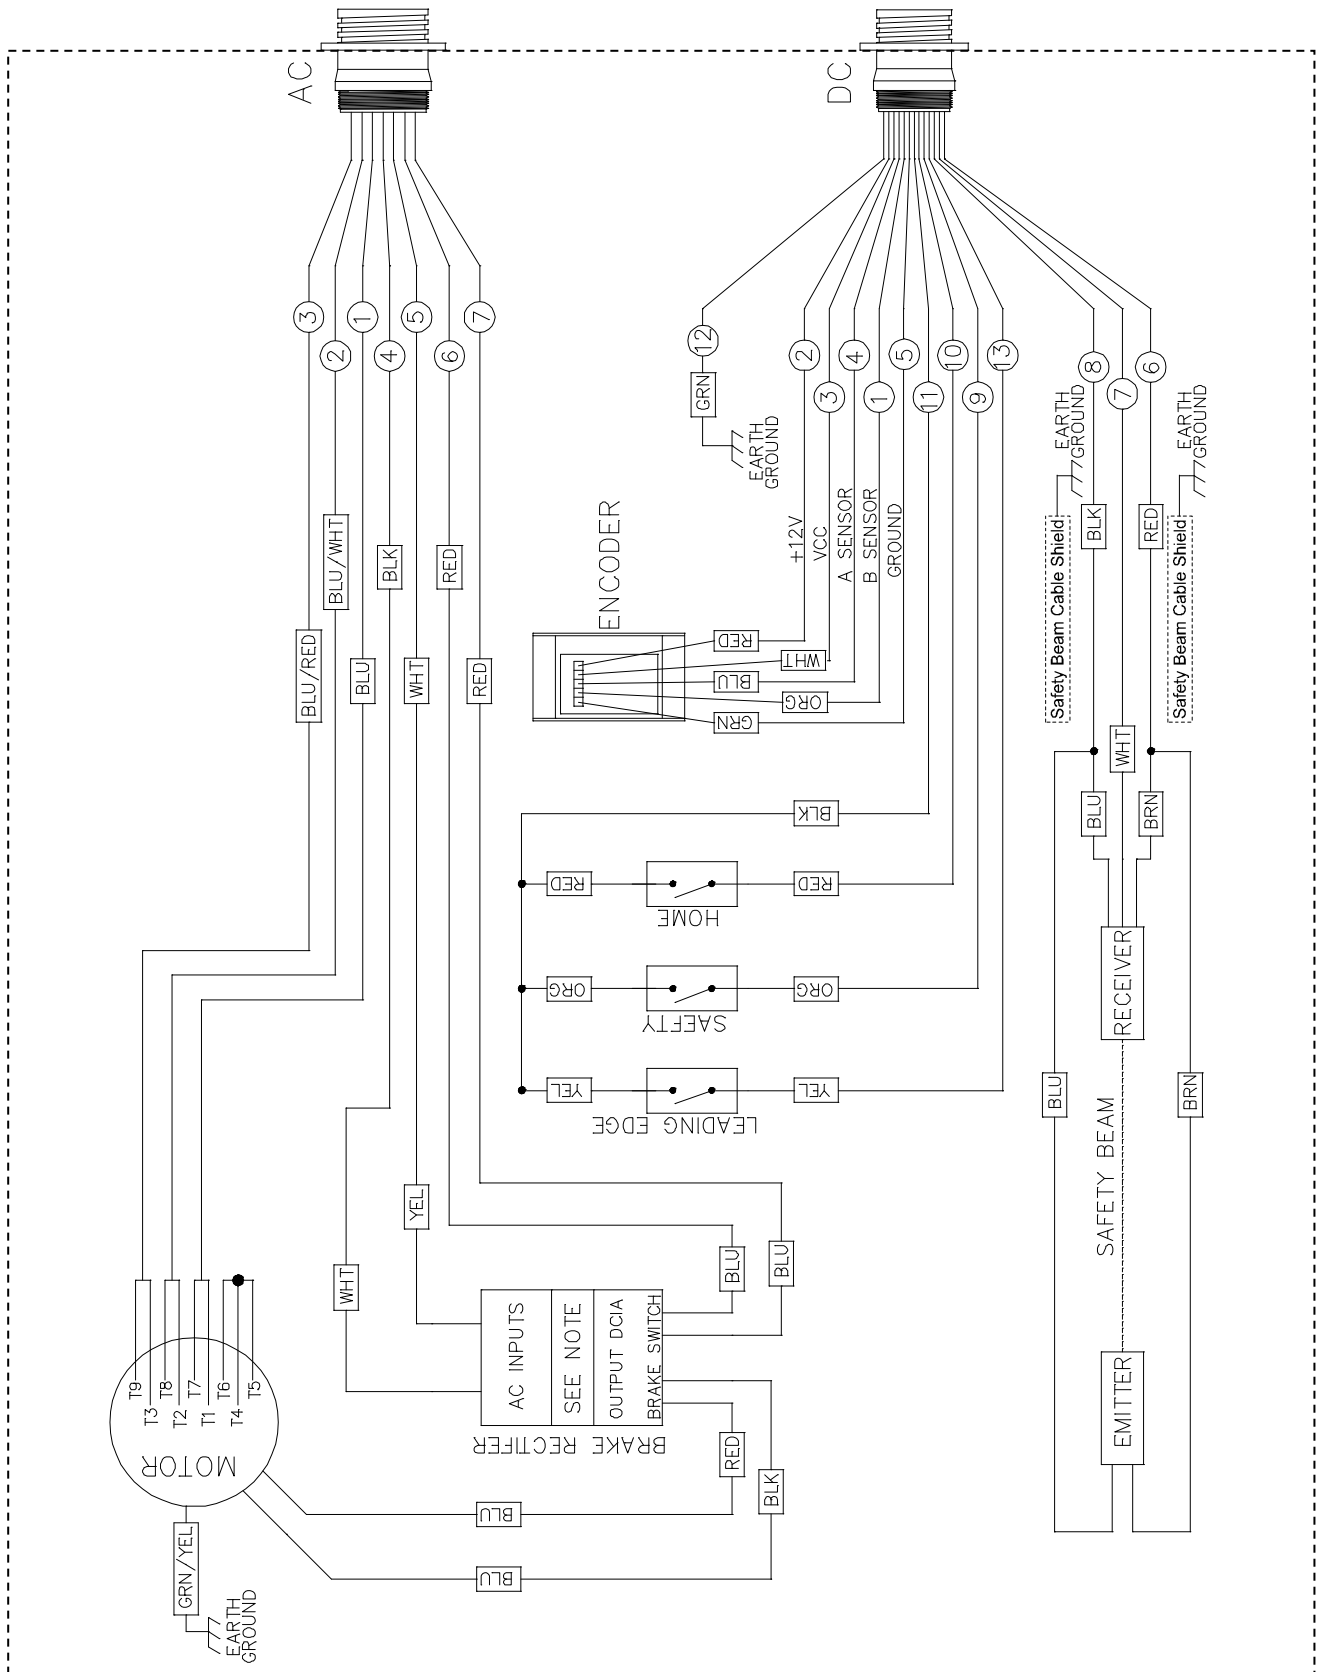 AC
DC
3
2
1
4
5
6
7
12
2
3
4
1
5
11
10
9
13
8
7
6
GRN
EARTH
GROUND
EARTH
GROUND
EARTH
GROUND
BLU/RED
BLU/WHT
BLU
BLK
WHT
RED
RED
ENCODER
+12V
VCC
A SENSOR
B SENSOR
GROUND
RED
WHT
BLU
ORG
GRN
BLK
RED
Safety Beam Cable Shield
Safety Beam Cable Shield
WHT
BLU
BRN
BLK
RED
RED
HOME
ORG
ORG
SAEFTY
YEL
YEL
LEADING EDGE
RECEIVER
BLU
BRN
SAFETY BEAM
EMITTER
YEL
WHT
BLU
BLU
AC INPUTS
SEE NOTE
OUTPUT DCIA
BRAKE SWITCH
BRAKE RECTIFER
RED
BLK
T9
T3
T8
T2
T7
T1
T6
T4
T5
MOTOR
BLU
BLU
GRN/YEL
EARTH
GROUND